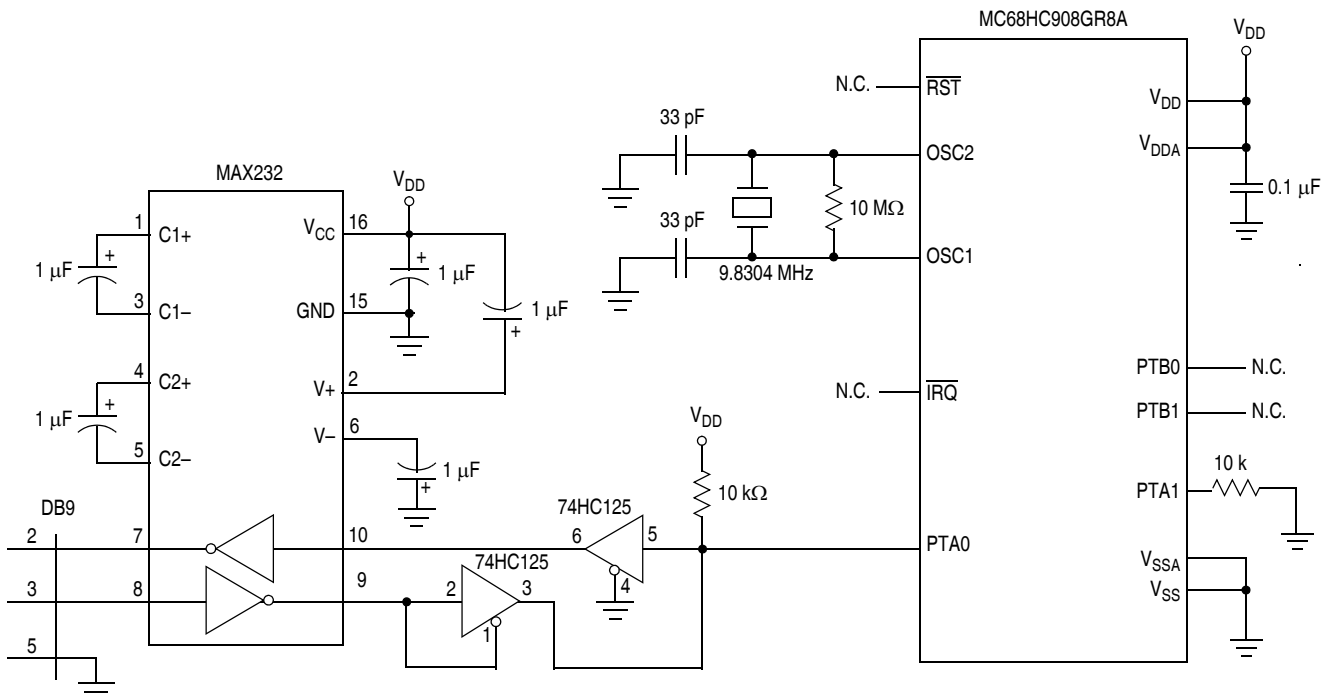 MC68HC908GR8A
VDD
N.C.
RST
VDD
33 pF
OSC2
VDDA
MAX232
10 MΩ
0.1 µF
VDD
1
C1+
VCC
16
33 pF
+
1 µF
+
1 µF
OSC1
9.8304 MHz
3
C1–
GND
15
1 µF
+
4
C2+
V+
2
PTB0
N.C.
N.C.
IRQ
+
1 µF
VDD
PTB1
N.C.
V–
6
5
C2–
1 µF
+
10 k
10 kΩ
PTA1
DB9
74HC125
2
7
10
6
5
PTA0
4
74HC125
VSSA
3
8
9
2
3
VSS
1
5